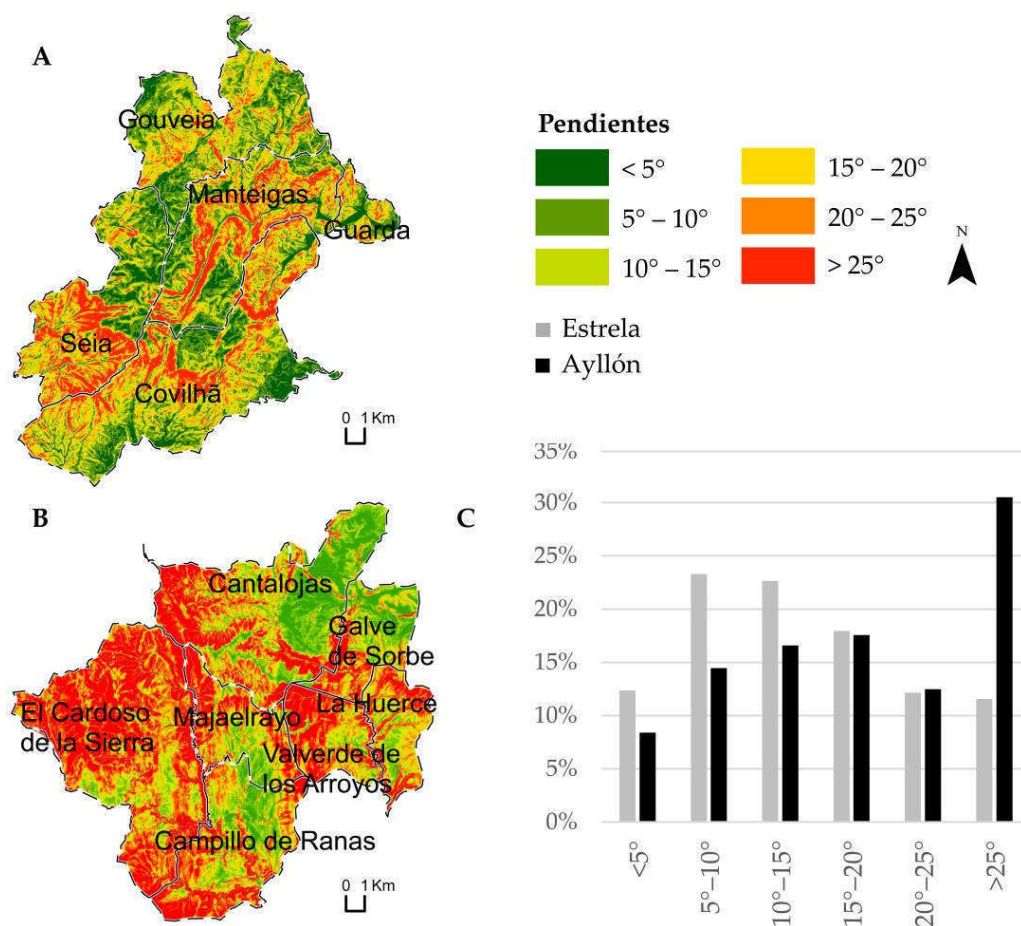 A
Gouveia
Manteigas
Guarda
Seia
Covilhã
0 1 Km
Pendientes
< 5°
5° – 10°
10° – 15°
15° – 20°
20° – 25°
> 25°
N
Estrela
Ayllón
B
Cantalojas
Galve
de Sorbe
La Huerce
El Cardoso
de la Sierra
Majaelrayo
Valverde de
los Arroyos
Campillo de Ranas
0 1 Km
C
35%
30%
25%
20%
15%
10%
5%
0%
<5°
5°–10°
10°–15°
15°–20°
20°–25°
>25°